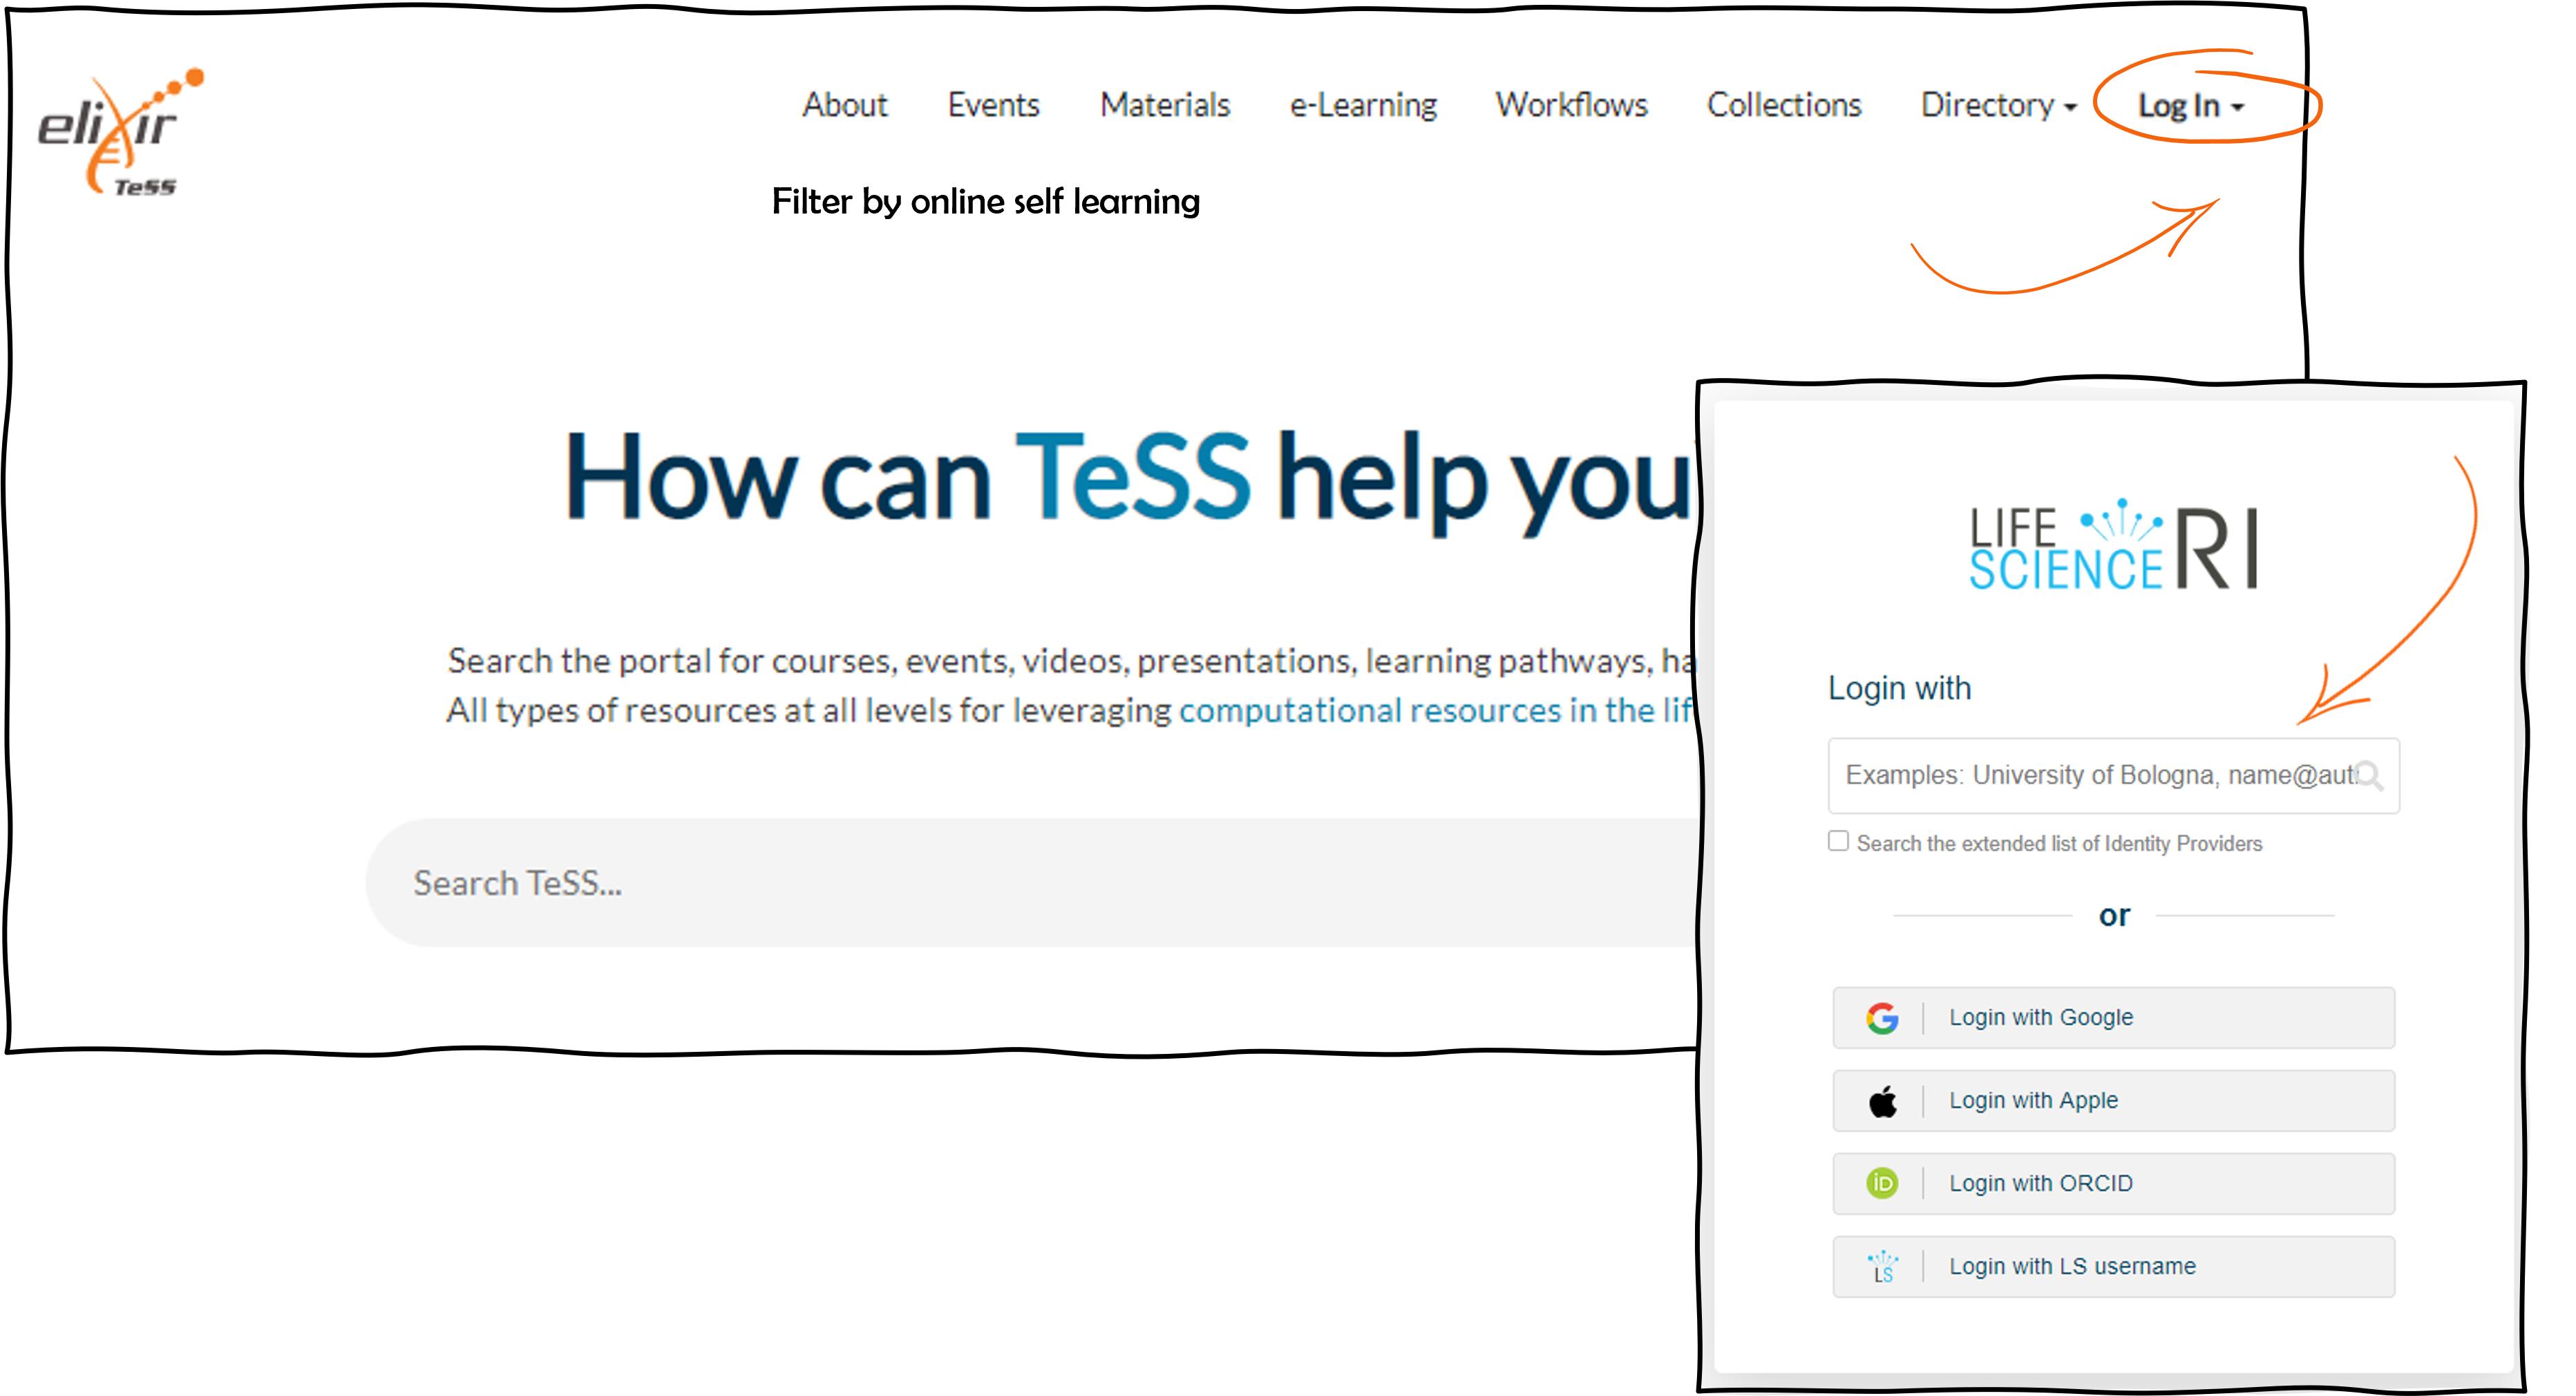 elixir
TeSS
About Events Materials e-Learning Workflows Collections Directory Log In
Filter by online self learning
How can TeSS help you
Search the portal for courses, events, videos, presentations, learning pathways, ha
All types of resources at all levels for leveraging computational resources in the lif
Search TeSS...
LIFE
SCIENCE RI
Login with
Examples: University of Bologna, name@aut
Search the extended list of Identity Providers
or
Login with Google
Login with Apple
iD
Login with ORCID
LS
Login with LS username